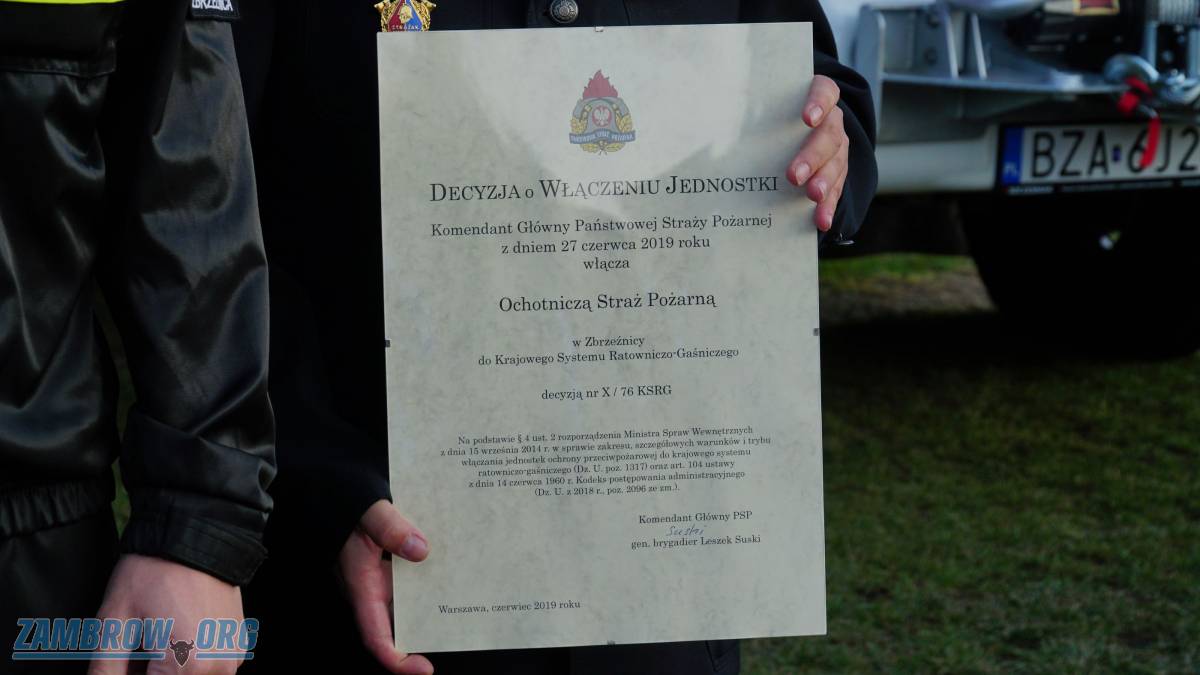 STRAŻAK
DECYZJA O WŁĄCZENIU JEDNOSTKI
Komendant Główny Państwowej Straży Pożarnej
z dniem 27 czerwca 2019 roku
włącza
Ochotniczą Straż Pożarną
w Zbrzeźnicy
do Krajowego Systemu Ratowniczo-Gaśniczego
decyzją nr X / 76 KSRG
Na podstawie § 4 ust. 2 rozporządzenia Ministra Spraw Wewnętrznych
z dnia 15 września 2014 r. w sprawie zakresu, szczegółowych warunków i trybu
włączania jednostek ochrony przeciwpożarowej do krajowego systemu
ratowniczo-gaśniczego (Dz. U. poz. 1317) oraz art. 104 ustawy
z dnia 14 czerwca 1960 r. Kodeks postępowania administracyjnego
(Dz. U. z 2018 r., poz. 2096 ze zm.).
Komendant Główny PSP
Suski
gen. brygadier Leszek Suski
Warszawa, czerwiec 2019 roku
PL BZA 6J2
ZAMBROW.ORG